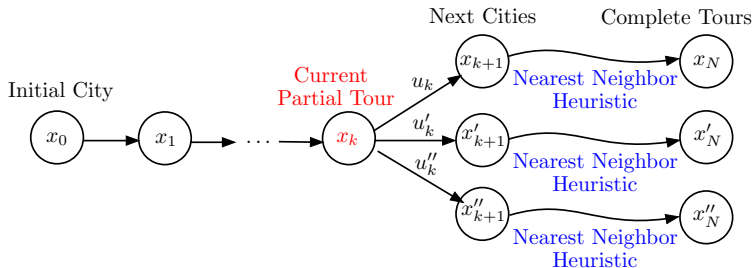 Next Cities
Complete Tours
Initial City
Current
Partial Tour
x_0
x_1
...
x_k
u_k
u'_k
u''_k
x_{k+1}
x'_{k+1}
x''_{k+1}
Nearest Neighbor
Heuristic
Nearest Neighbor
Heuristic
Nearest Neighbor
Heuristic
x_N
x'_N
x''_N